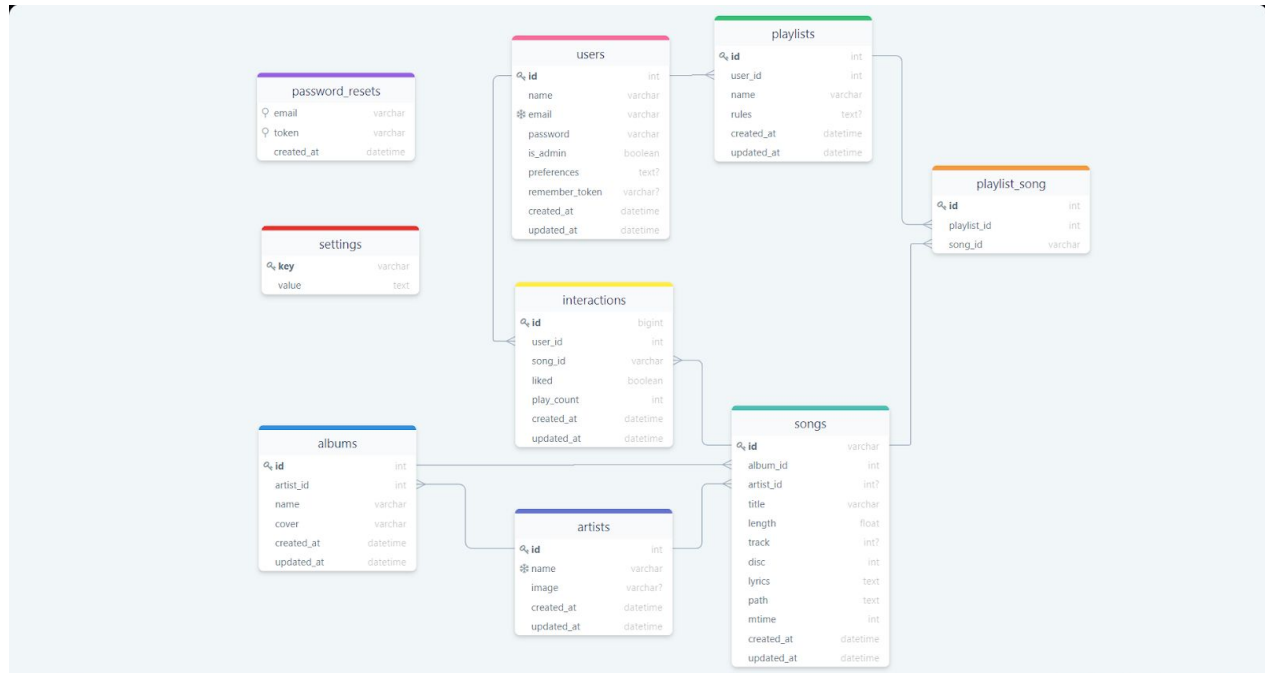 playlists
id int
user_id int
name varchar
rules text?
created_at datetime
updated_at datetime
users
id int
name varchar
email varchar
password varchar
is_admin boolean
preferences text?
remember_token varchar?
created_at datetime
updated_at datetime
password_resets
email varchar
token varchar
created_at datetime
playlist_song
id int
playlist_id int
song_id varchar
settings
key varchar
value text
interactions
id bigint
user_id int
song_id varchar
liked boolean
play_count int
created_at datetime
updated_at datetime
songs
id varchar
album_id int
artist_id int?
title varchar
length float
track int?
disc int
lyrics text
path text
mtime int
created_at datetime
updated_at datetime
albums
id int
artist_id int
name varchar
cover varchar
created_at datetime
updated_at datetime
artists
id int
name varchar
image varchar?
created_at datetime
updated_at datetime